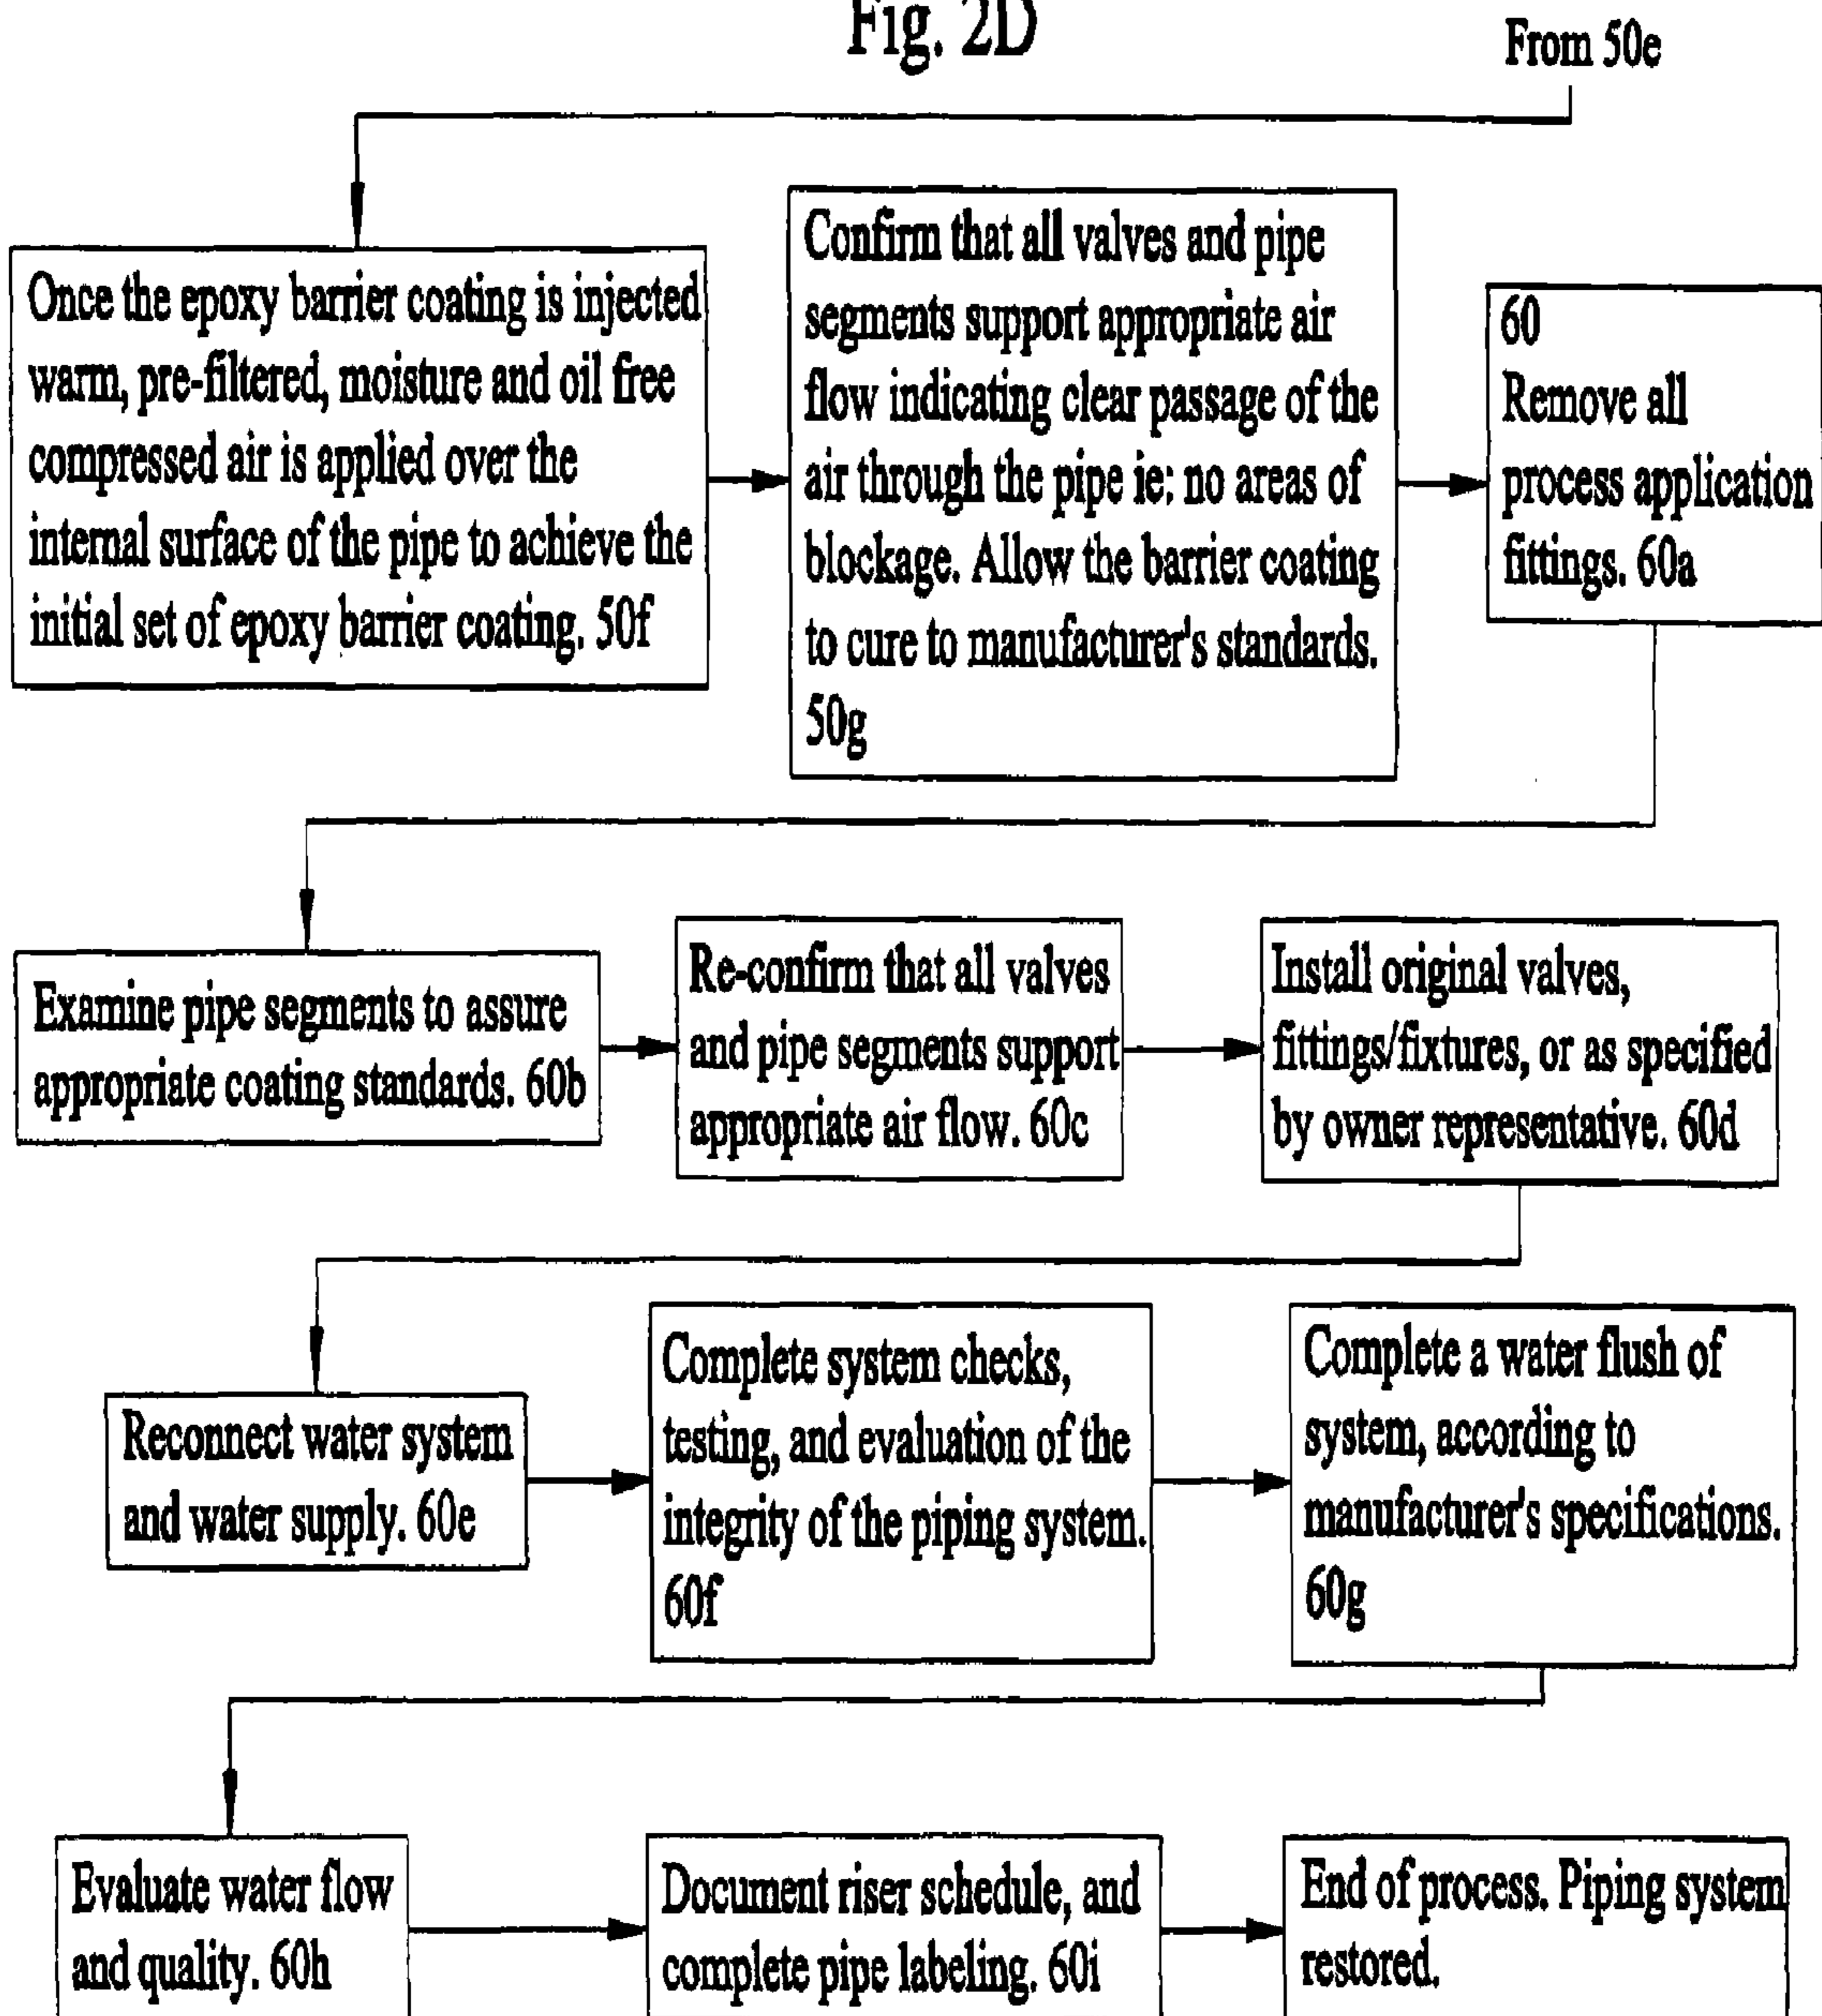 Fig. 2D
From 50e
Once the epoxy barrier coating is injected
warm, pre-filtered, moisture and oil free
compressed air is applied over the
internal surface of the pipe to achieve the
initial set of epoxy barrier coating. 50f
Confirm that all valves and pipe
segments support appropriate air
flow indicating clear passage of the
air through the pipe ie: no areas of
blockage. Allow the barrier coating
to cure to manufacturer's standards.
50g
60
Remove all
process application
fittings. 60a
Examine pipe segments to assure
appropriate coating standards. 60b
Re-confirm that all valves
and pipe segments support
appropriate air flow. 60c
Install original valves,
fittings/fixtures, or as specified
by owner representative. 60d
Reconnect water system
and water supply. 60e
Complete system checks,
testing, and evaluation of the
integrity of the piping system.
60f
Complete a water flush of
system, according to
manufacturer's specifications.
60g
Evaluate water flow
and quality. 60h
Document riser schedule, and
complete pipe labeling. 60i
End of process. Piping system
restored.